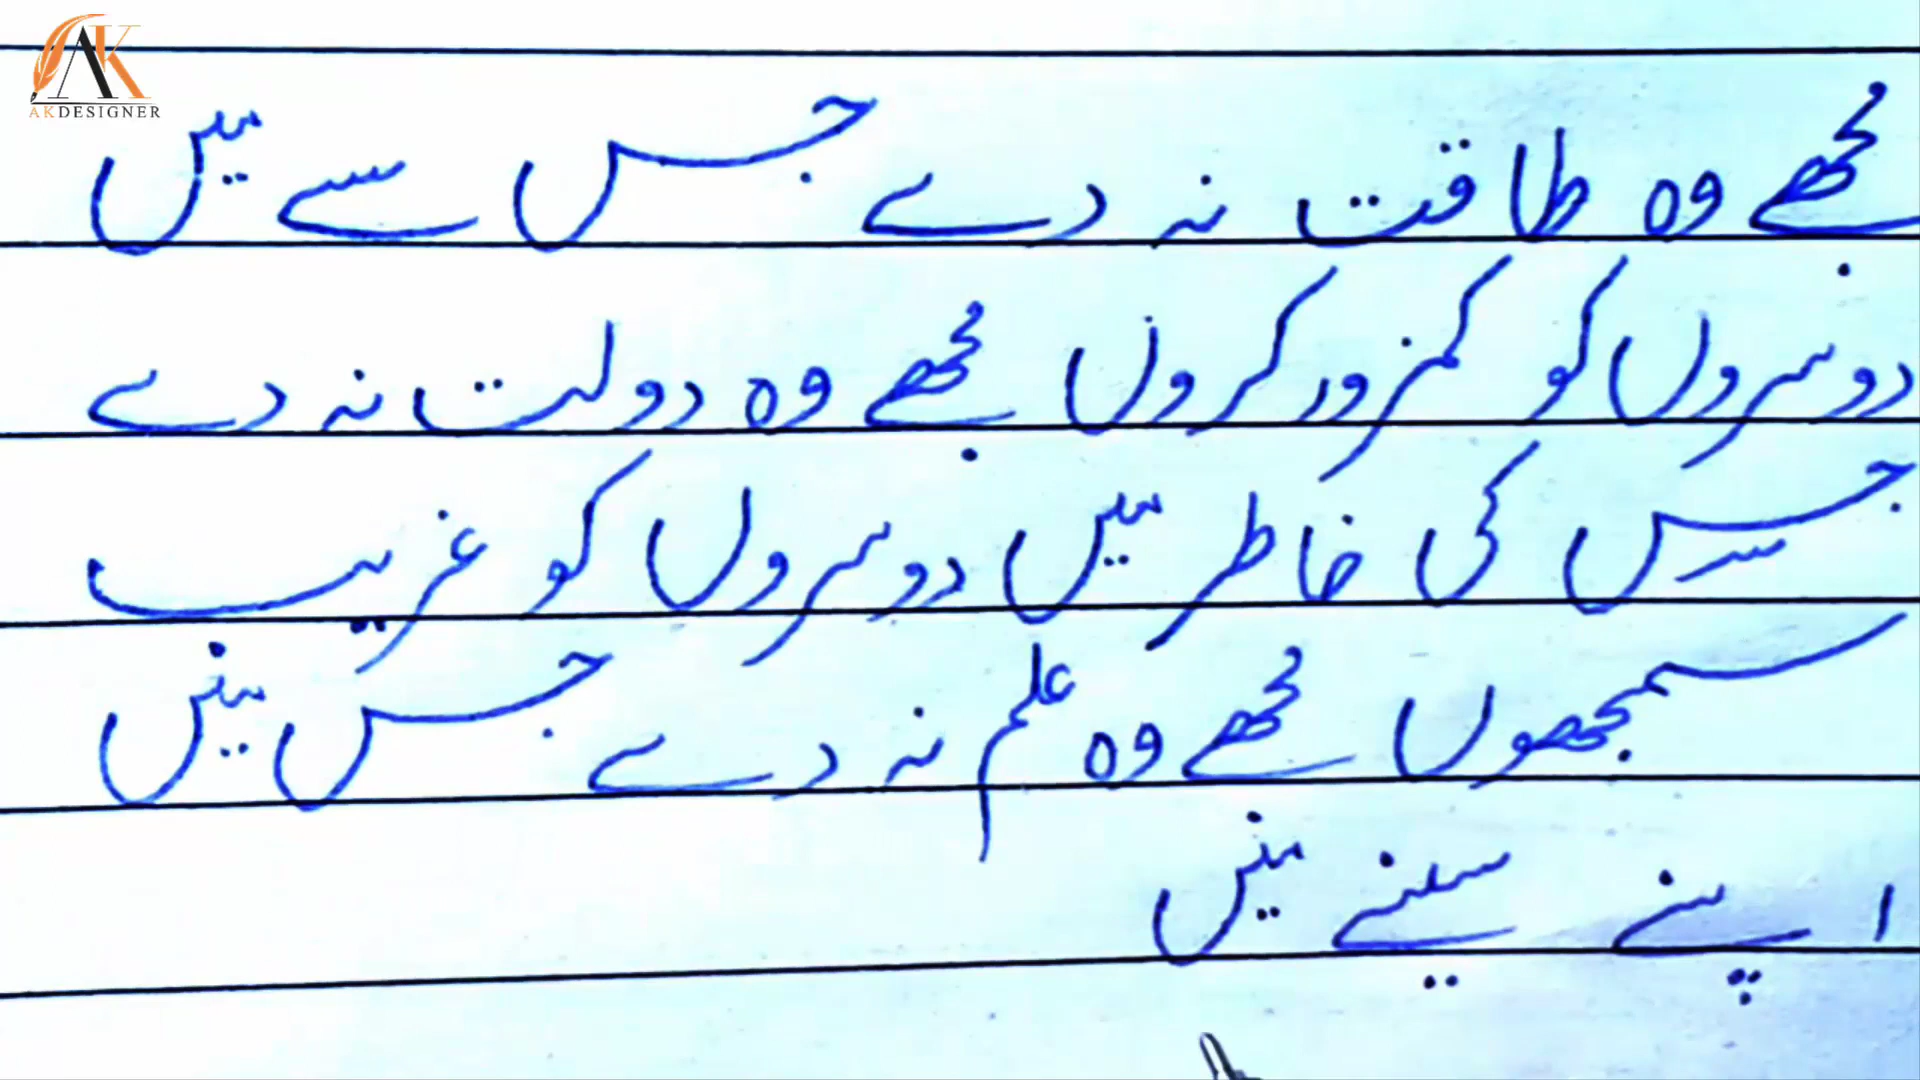 AK
AKDESIGNER
مجھے وہ طاقت نہ دے جس سے میں
دوسروں کو کمزور کروں مجھے وہ دولت نہ دے
جس کی خاطر میں دوسروں کو غریب
سمجھوں مجھے وہ علم نہ دے جس میں
اپنے سینے میں